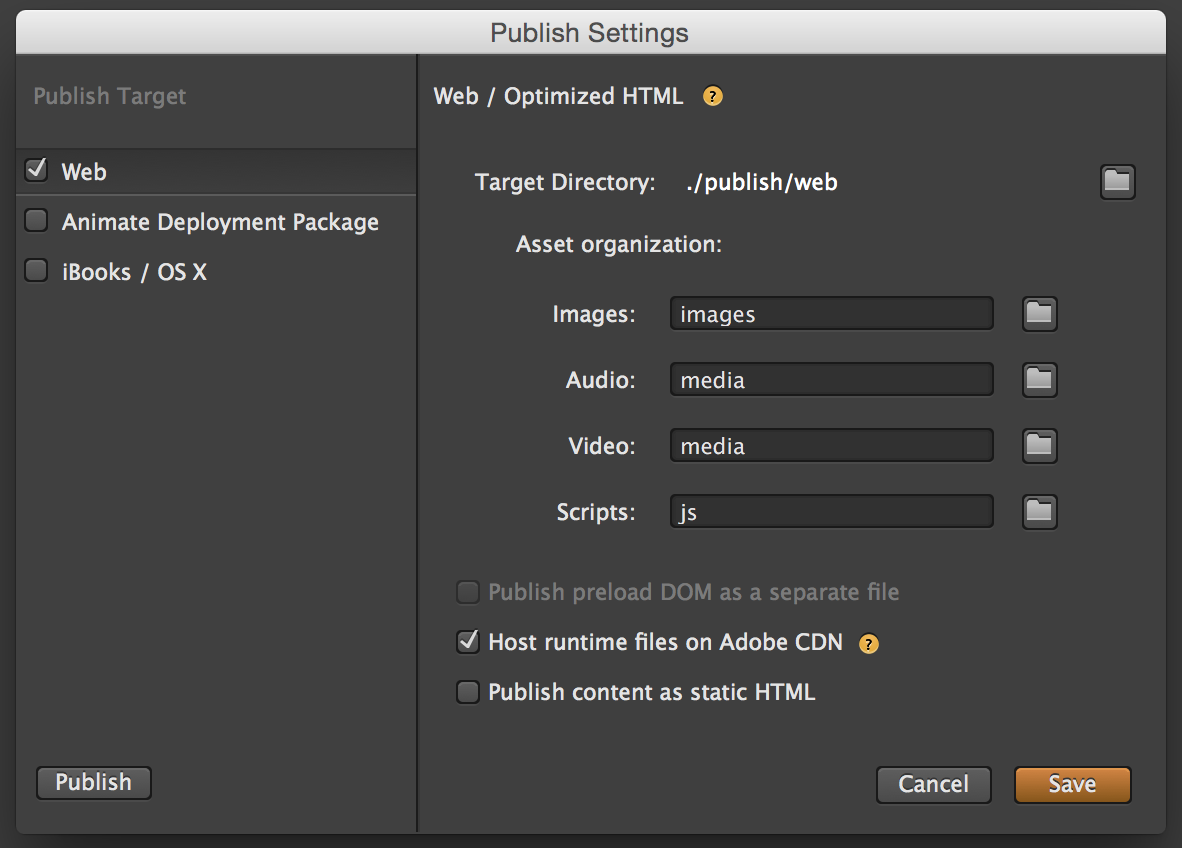 Publish Settings
Publish Target
Web / Optimized HTML ?
Web
Animate Deployment Package
iBooks / OS X
Target Directory: ./publish/web
Asset organization:
Images: images
Audio: media
Video: media
Scripts: js
Publish preload DOM as a separate file
Host runtime files on Adobe CDN ?
Publish content as static HTML
Publish
Cancel
Save